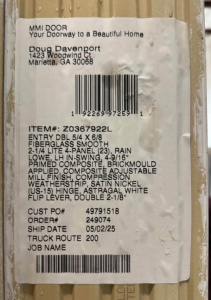 MMI DOOR
Your Doorway to a Beautiful Home
Doug Davenport
1423 Woodwind Ct
Marietta, GA 30068
1 92269 97259 1
ITEM#: Z0367922L
ENTRY DBL 5/4 X 6/8
FIBERGLASS SMOOTH
2-1/4 LITE 4-PANEL (23), RAIN
LOWE, LH IN-SWING, 4-9/16"
PRIMED COMPOSITE, BRICKMOULD
APPLIED, COMPOSITE ADJUSTABLE
MILL FINISH, COMPRESSION
WEATHERSTRIP, SATIN NICKEL
(US-15) HINGE, ASTRAGAL WHITE
FLIP LEVER, DOUBLE 2-1/8"
CUST PO# 49791518
ORDER# 249074
SHIP DATE 05/02/25
TRUCK ROUTE 200
JOB NAME